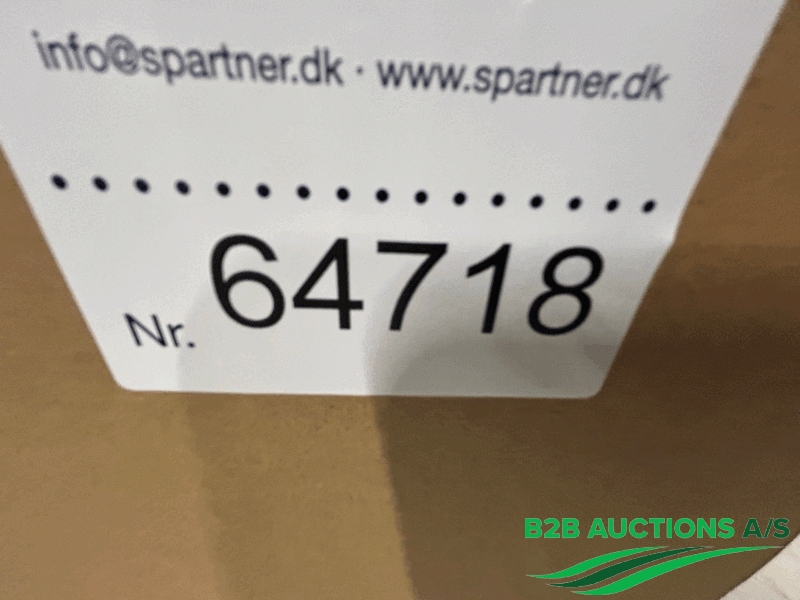 info@spartner.dk · www.spartner.dk
Nr. 64718
B2B AUCTIONS A/S